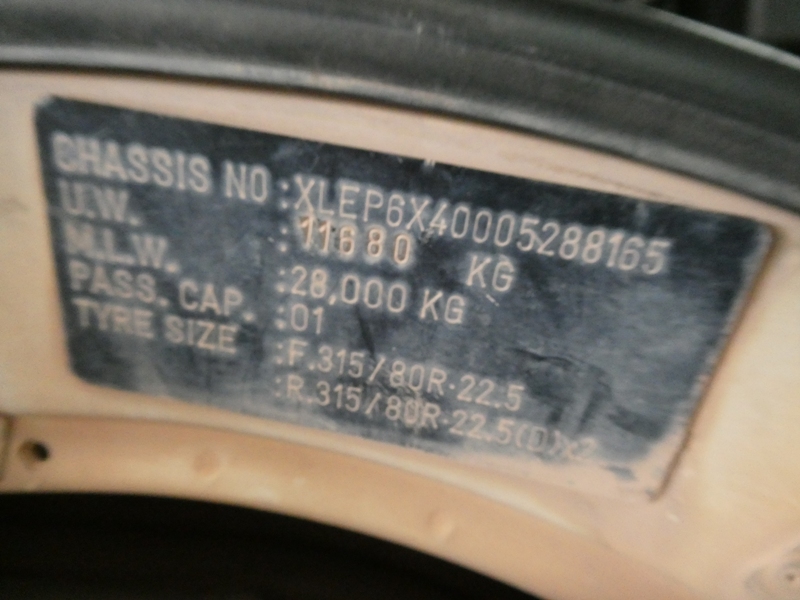 CHASSIS NO :XLEP6X40005288165
U.W. :11680 KG
M.L.W. :28,000 KG
PASS. CAP. :01
TYRE SIZE :F.315/80R·22.5
:R.315/80R·22.5(D)x2